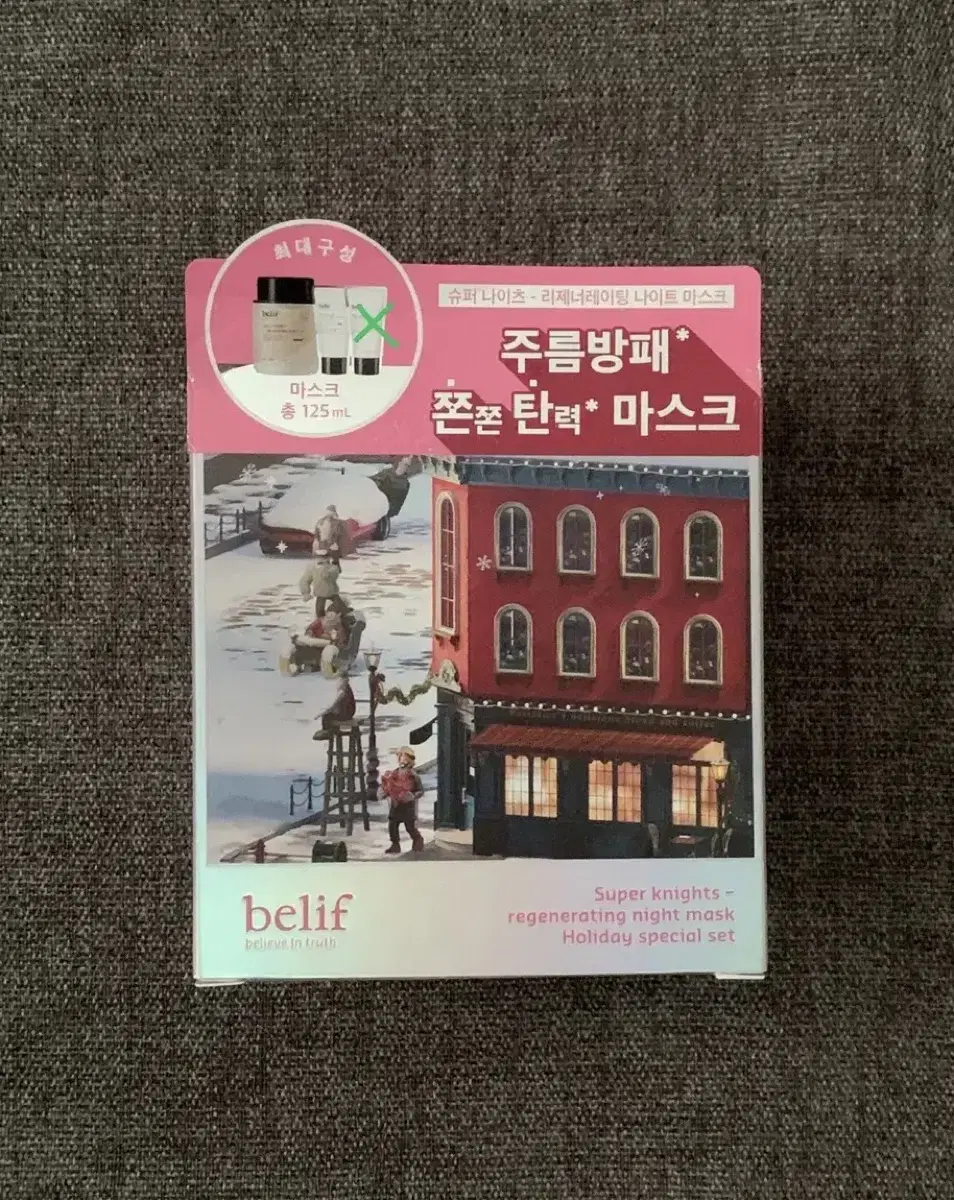 최대구성
belif
마스크
총 125mL
슈퍼 나이츠 - 리제너레이팅 나이트 마스크
주름방패*
쫀쫀 탄력* 마스크
belif
believe in truth
Super knights -
regenerating night mask
Holiday special set